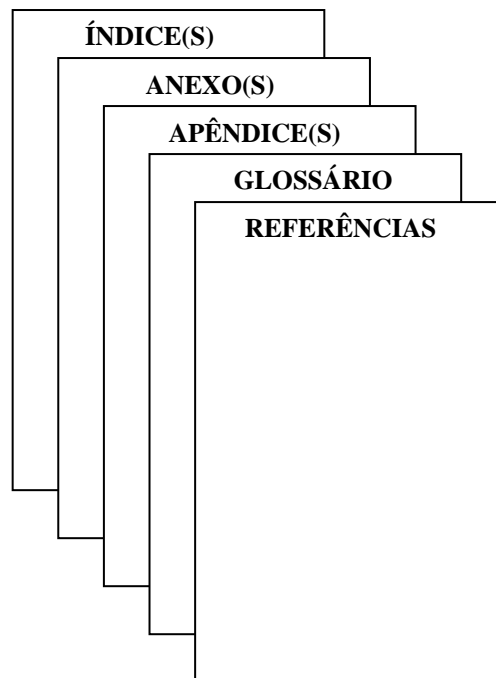 ÍNDICE(S)
ANEXO(S)
APÊNDICE(S)
GLOSSÁRIO
REFERÊNCIAS